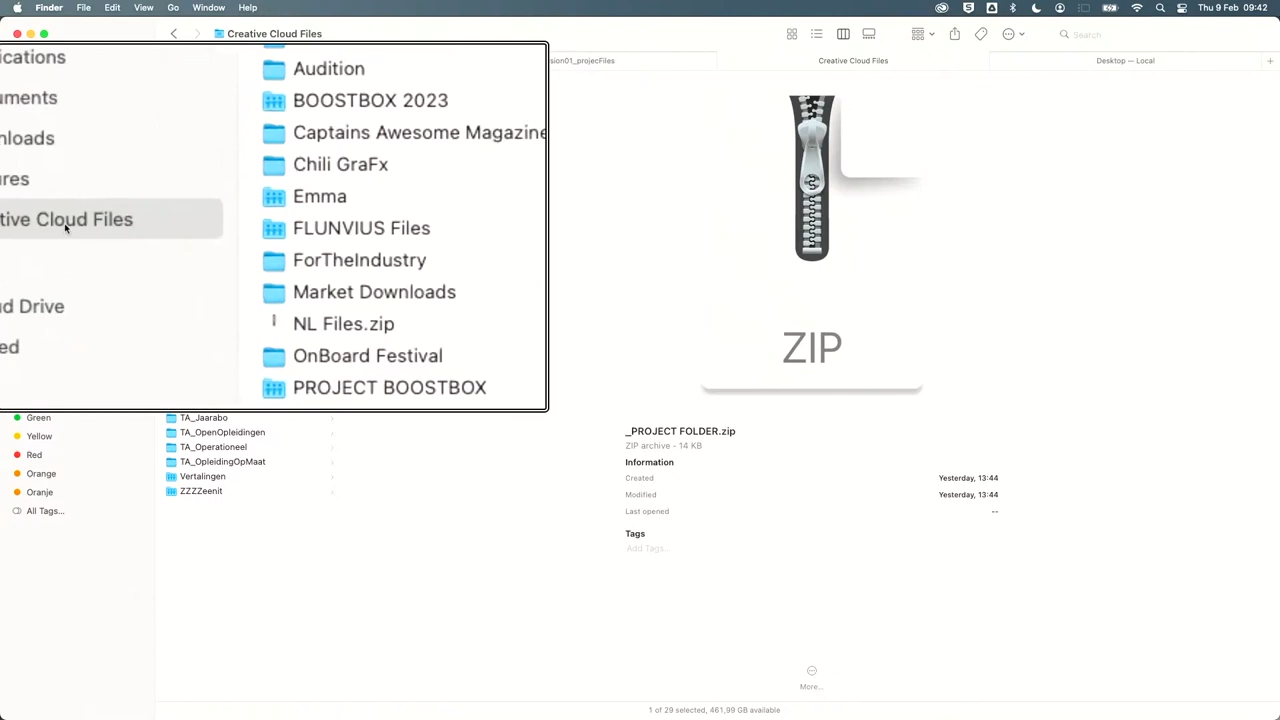 Finder File Edit View Go Window Help
Thu 9 Feb 09:42
Creative Cloud Files
Search
sion01_projecFiles
Creative Cloud Files
Desktop — Local
ications
uments
nloads
ures
tive Cloud Files
d Drive
ed
Audition
BOOSTBOX 2023
Captains Awesome Magazine
Chili GraFx
Emma
FLUNVIUS Files
ForTheIndustry
Market Downloads
NL Files.zip
OnBoard Festival
PROJECT BOOSTBOX
Green
Yellow
Red
Orange
Oranje
All Tags...
TA_Jaarabo
TA_OpenOpleidingen
TA_Operationeel
TA_OpleidingOpMaat
Vertalingen
ZZZZeenit
ZIP
_PROJECT FOLDER.zip
ZIP archive - 14 KB
Information
Created Yesterday, 13:44
Modified Yesterday, 13:44
Last opened --
Tags
Add Tags...
More...
1 of 29 selected, 461,99 GB available